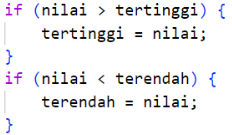 if (nilai > tertinggi) {
    tertinggi = nilai;
}
if (nilai < terendah) {
    terendah = nilai;
}